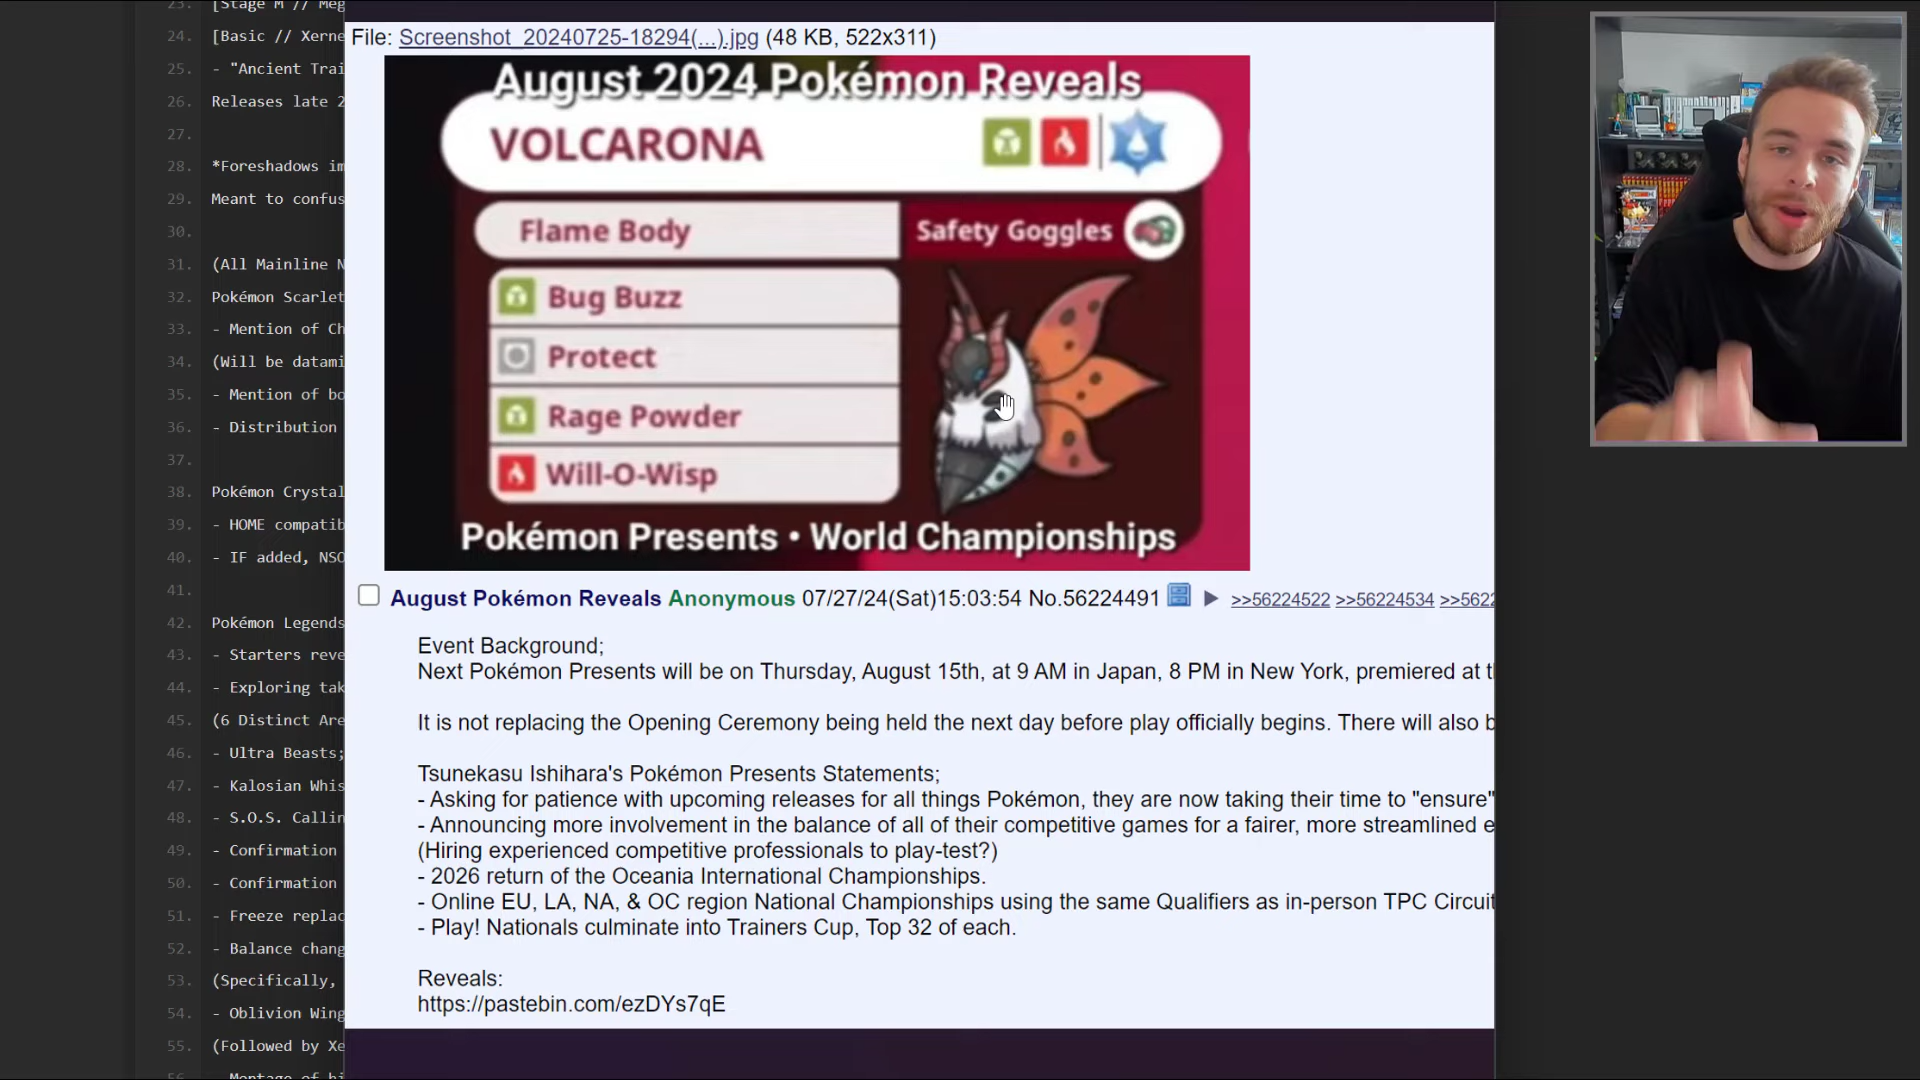 23. [Stage M // Meg
24. [Basic // Xerne
25. - "Ancient Trai
26. Releases late 2
27.
28. *Foreshadows im
29. Meant to confus
30.
31. (All Mainline N
32. Pokémon Scarlet
33. - Mention of Ch
34. (Will be datami
35. - Mention of bo
36. - Distribution
37.
38. Pokémon Crystal
39. - HOME compatib
40. - IF added, NSO
41.
42. Pokémon Legends
43. - Starters reve
44. - Exploring tak
45. (6 Distinct Are
46. - Ultra Beasts;
47. - Kalosian Whis
48. - S.O.S. Callin
49. - Confirmation
50. - Confirmation
51. - Freeze replac
52. - Balance chang
53. (Specifically,
54. - Oblivion Wing
55. (Followed by Xe
56. - Montage of hi
File: Screenshot_20240725-18294(...).jpg (48 KB, 522x311)
August 2024 Pokémon Reveals
VOLCARONA
Flame Body
Safety Goggles
Bug Buzz
Protect
Rage Powder
Will-O-Wisp
Pokémon Presents • World Championships
August Pokémon Reveals Anonymous 07/27/24(Sat)15:03:54 No.56224491 ▶ >>56224522 >>56224534 >>562
Event Background;
Next Pokémon Presents will be on Thursday, August 15th, at 9 AM in Japan, 8 PM in New York, premiered at t
It is not replacing the Opening Ceremony being held the next day before play officially begins. There will also b
Tsunekasu Ishihara's Pokémon Presents Statements;
- Asking for patience with upcoming releases for all things Pokémon, they are now taking their time to "ensure"
- Announcing more involvement in the balance of all of their competitive games for a fairer, more streamlined e
(Hiring experienced competitive professionals to play-test?)
- 2026 return of the Oceania International Championships.
- Online EU, LA, NA, & OC region National Championships using the same Qualifiers as in-person TPC Circuit
- Play! Nationals culminate into Trainers Cup, Top 32 of each.
Reveals:
https://pastebin.com/ezDYs7qE